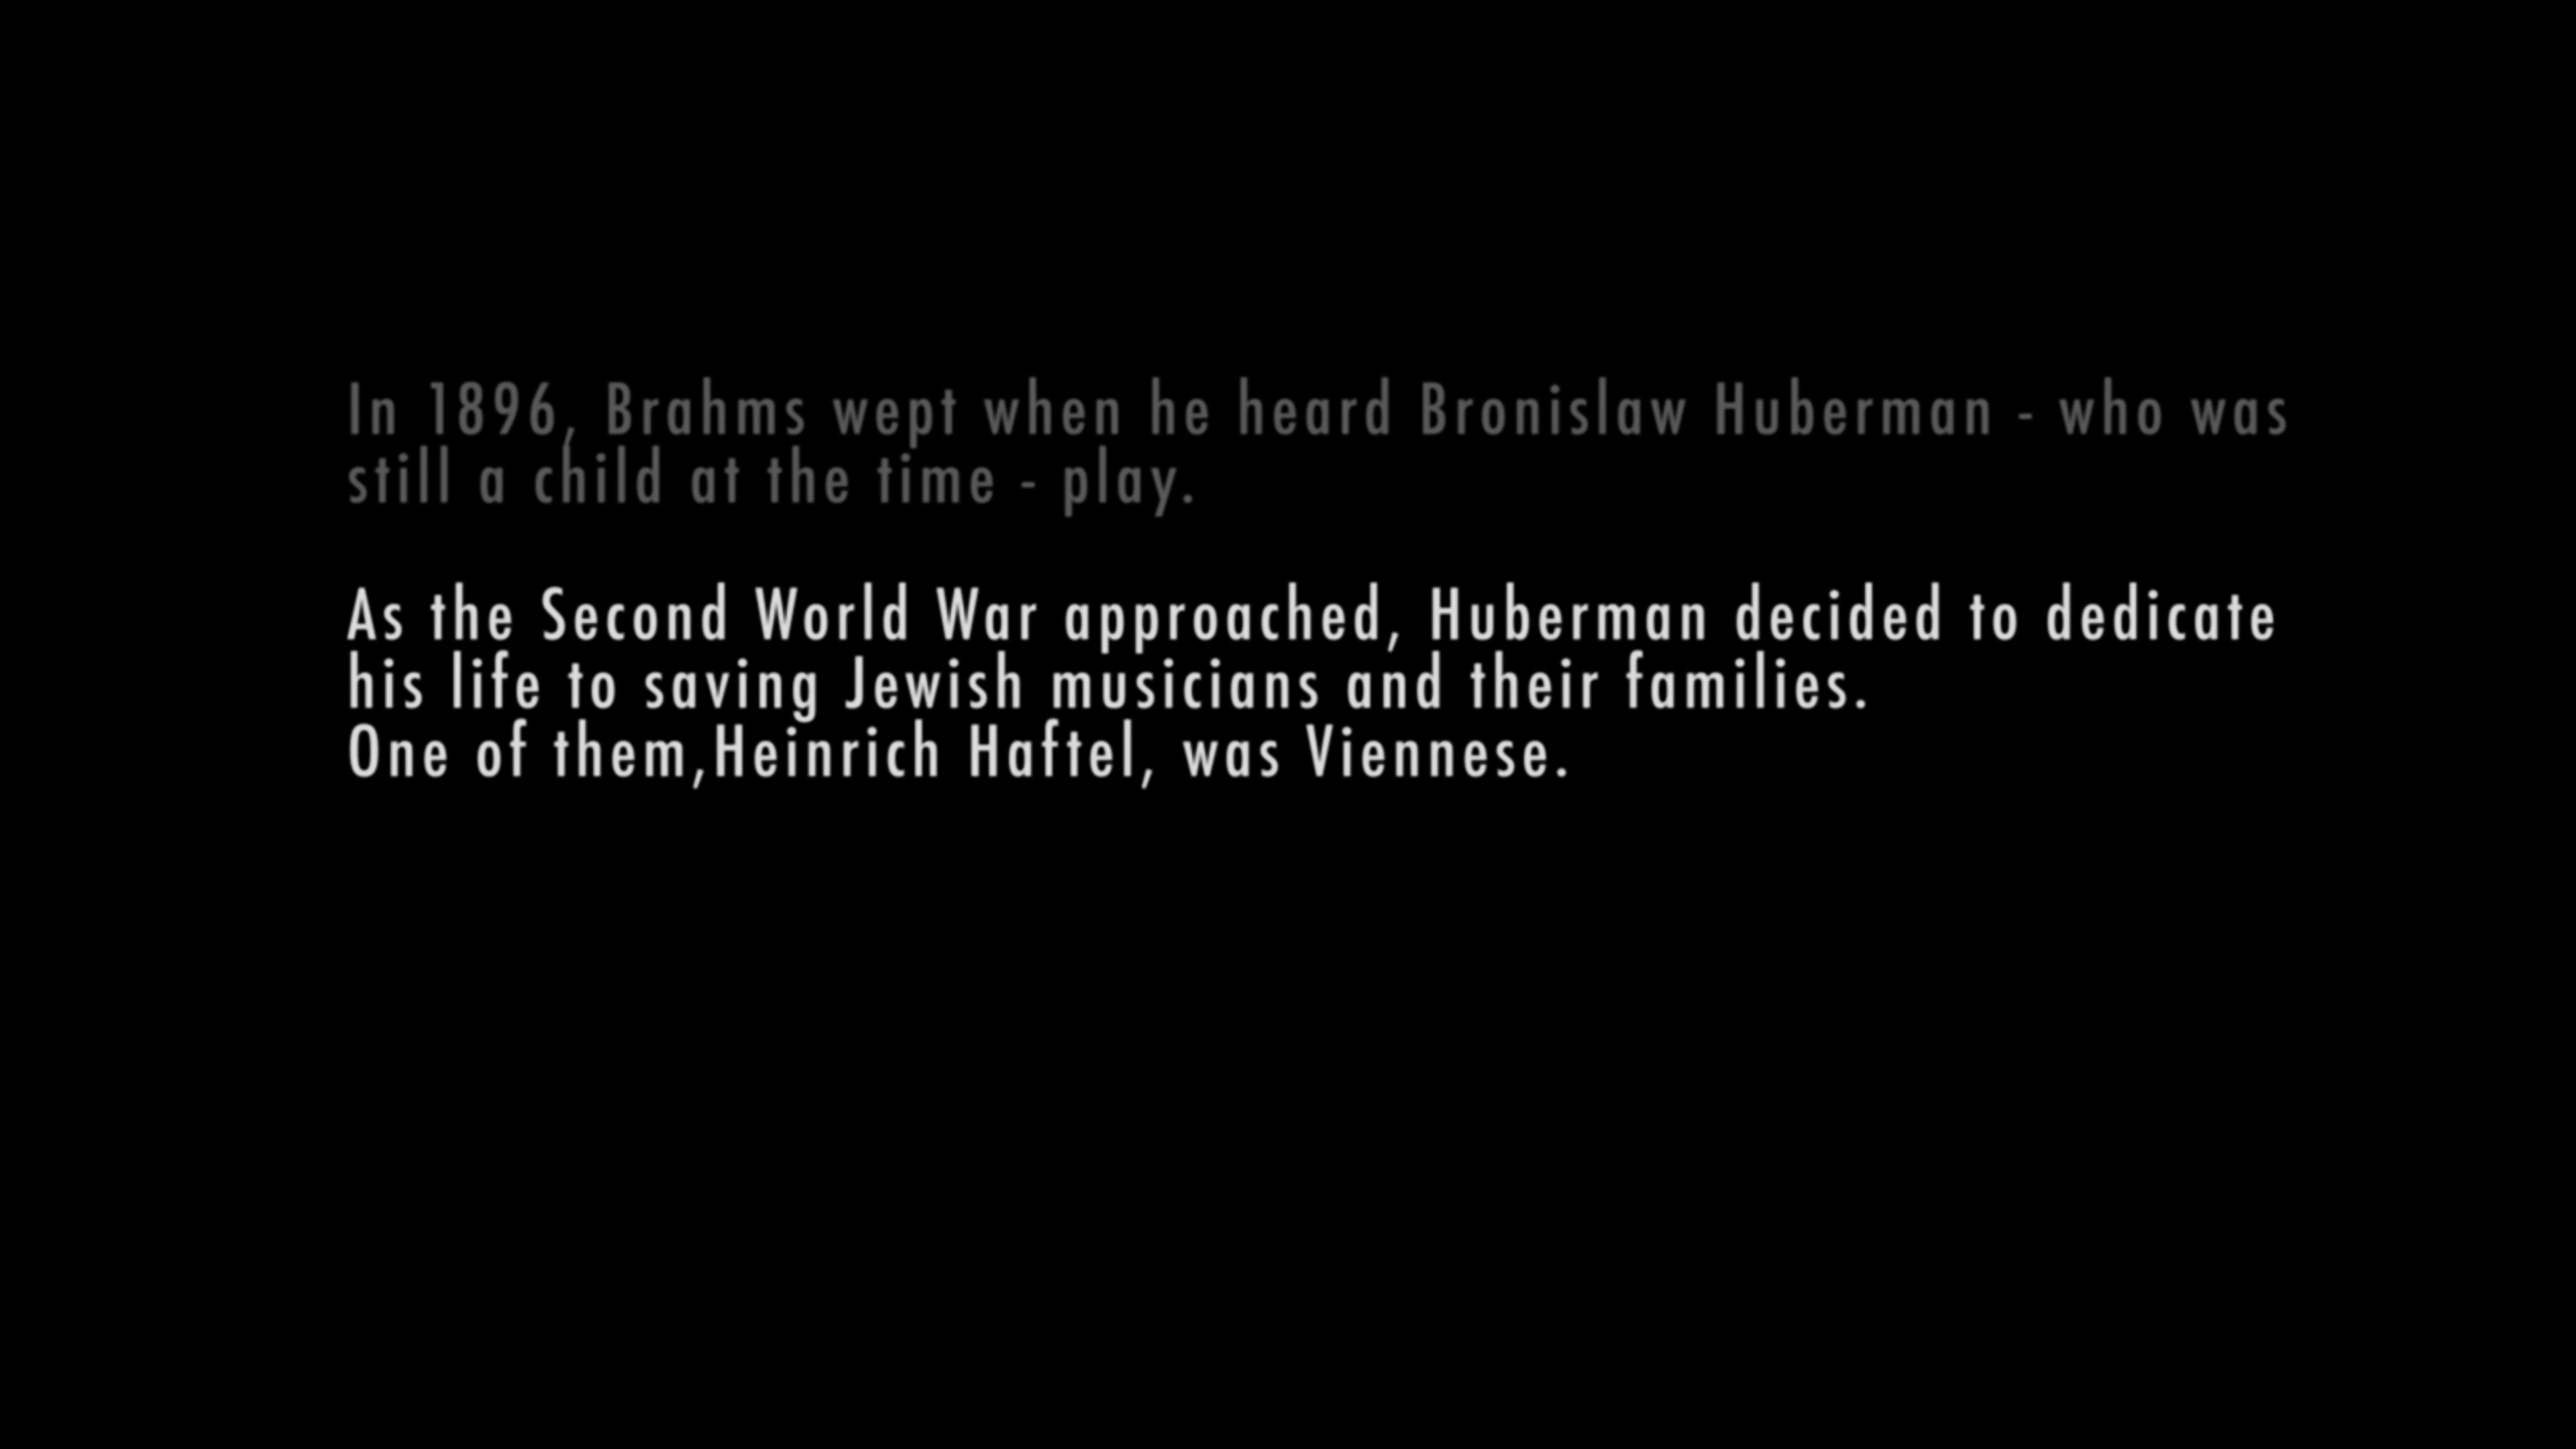 In 1896, Brahms wept when he heard Bronislaw Huberman - who was
still a child at the time - play.
As the Second World War approached, Huberman decided to dedicate
his life to saving Jewish musicians and their families.
One of them,Heinrich Haftel, was Viennese.